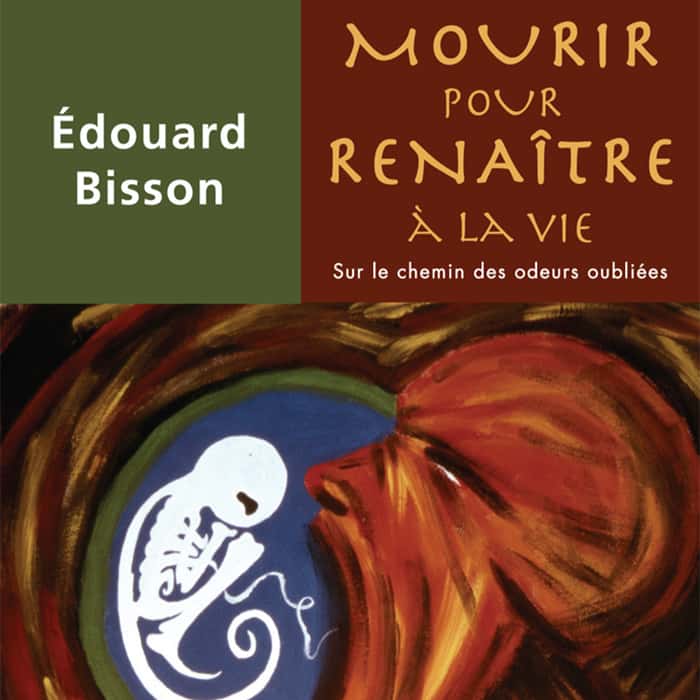 Édouard
Bisson
MOURIR
POUR
RENAÎTRE
À LA VIE
Sur le chemin des odeurs oubliées